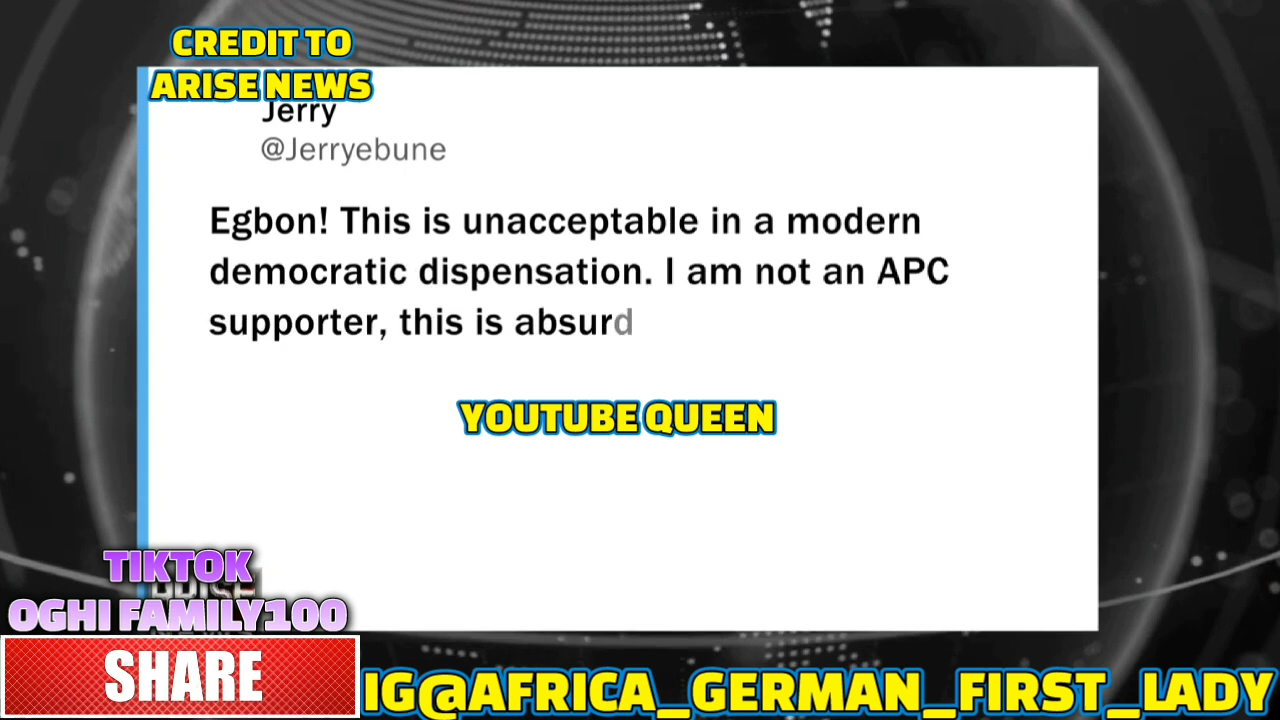 CREDIT TO
ARISE NEWS
Jerry
@Jerryebune
Egbon! This is unacceptable in a modern
democratic dispensation. I am not an APC
supporter, this is absurd
YOUTUBE QUEEN
TIKTOK
OGHI FAMILY100
SHARE
IG@AFRICA_GERMAN_FIRST_LADY